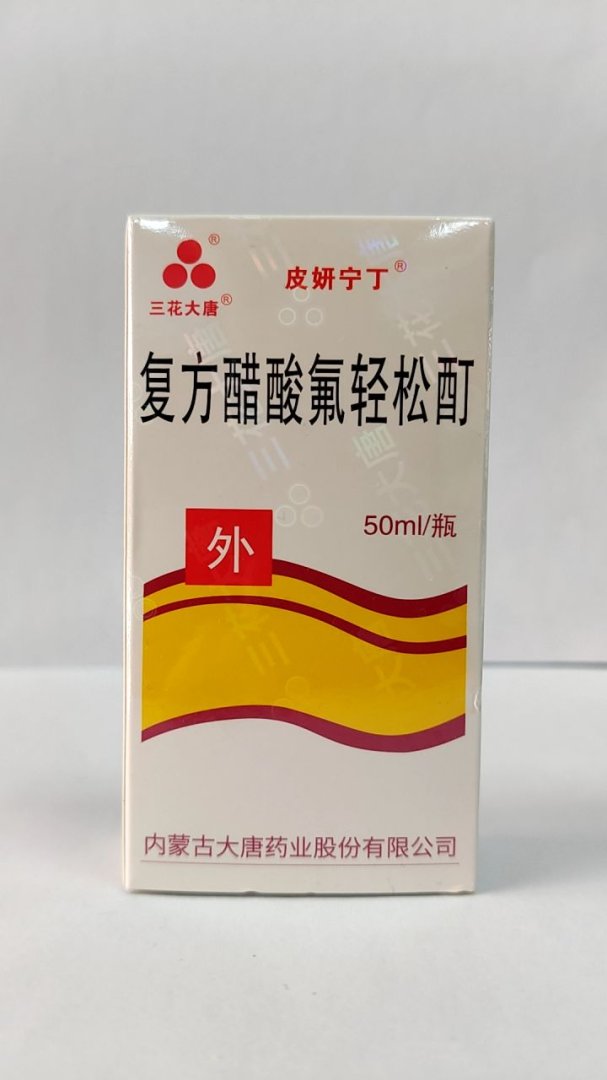 三花大唐®
皮妍宁丁®
复方醋酸氟轻松酊
50ml/瓶
外
内蒙古大唐药业股份有限公司